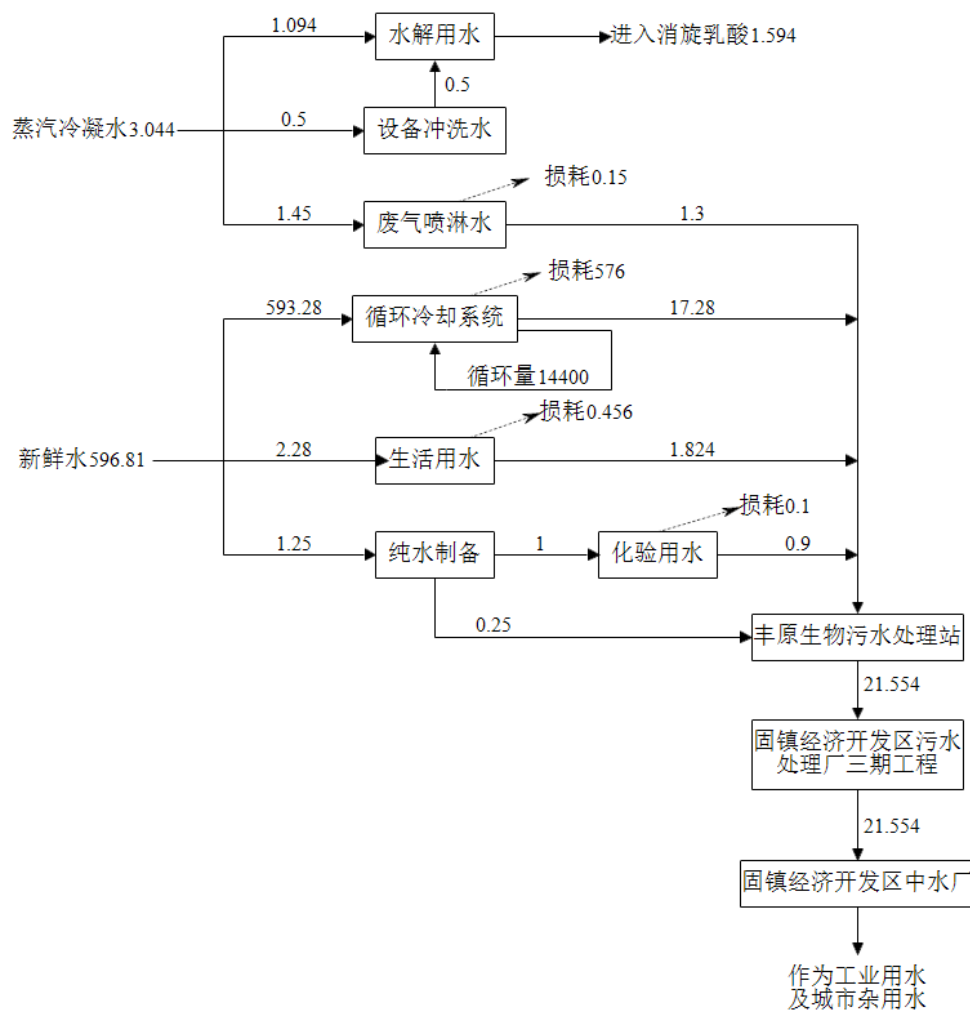 1.094
水解用水
进入消旋乳酸1.594
0.5
蒸汽冷凝水3.044
0.5
设备冲洗水
损耗0.15
1.45
废气喷淋水
1.3
损耗576
593.28
循环冷却系统
17.28
循环量14400
损耗0.456
新鲜水596.81
2.28
生活用水
1.824
损耗0.1
1.25
纯水制备
1
化验用水
0.9
0.25
丰原生物污水处理站
21.554
固镇经济开发区污水
处理厂三期工程
21.554
固镇经济开发区中水厂
作为工业用水
及城市杂用水